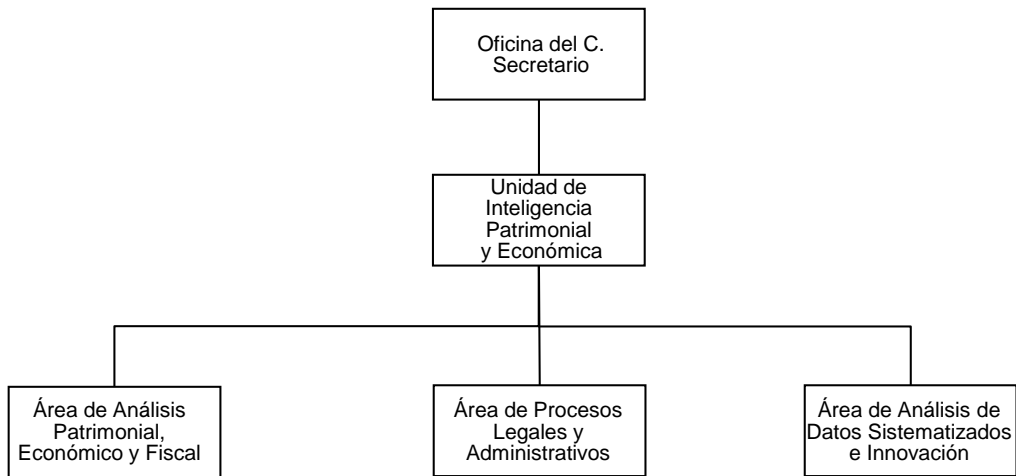 Oficina del C.
Secretario
Unidad de
Inteligencia
Patrimonial
y Económica
Área de Análisis
Patrimonial,
Económico y Fiscal
Área de Procesos
Legales y
Administrativos
Área de Análisis de
Datos Sistematizados
e Innovación